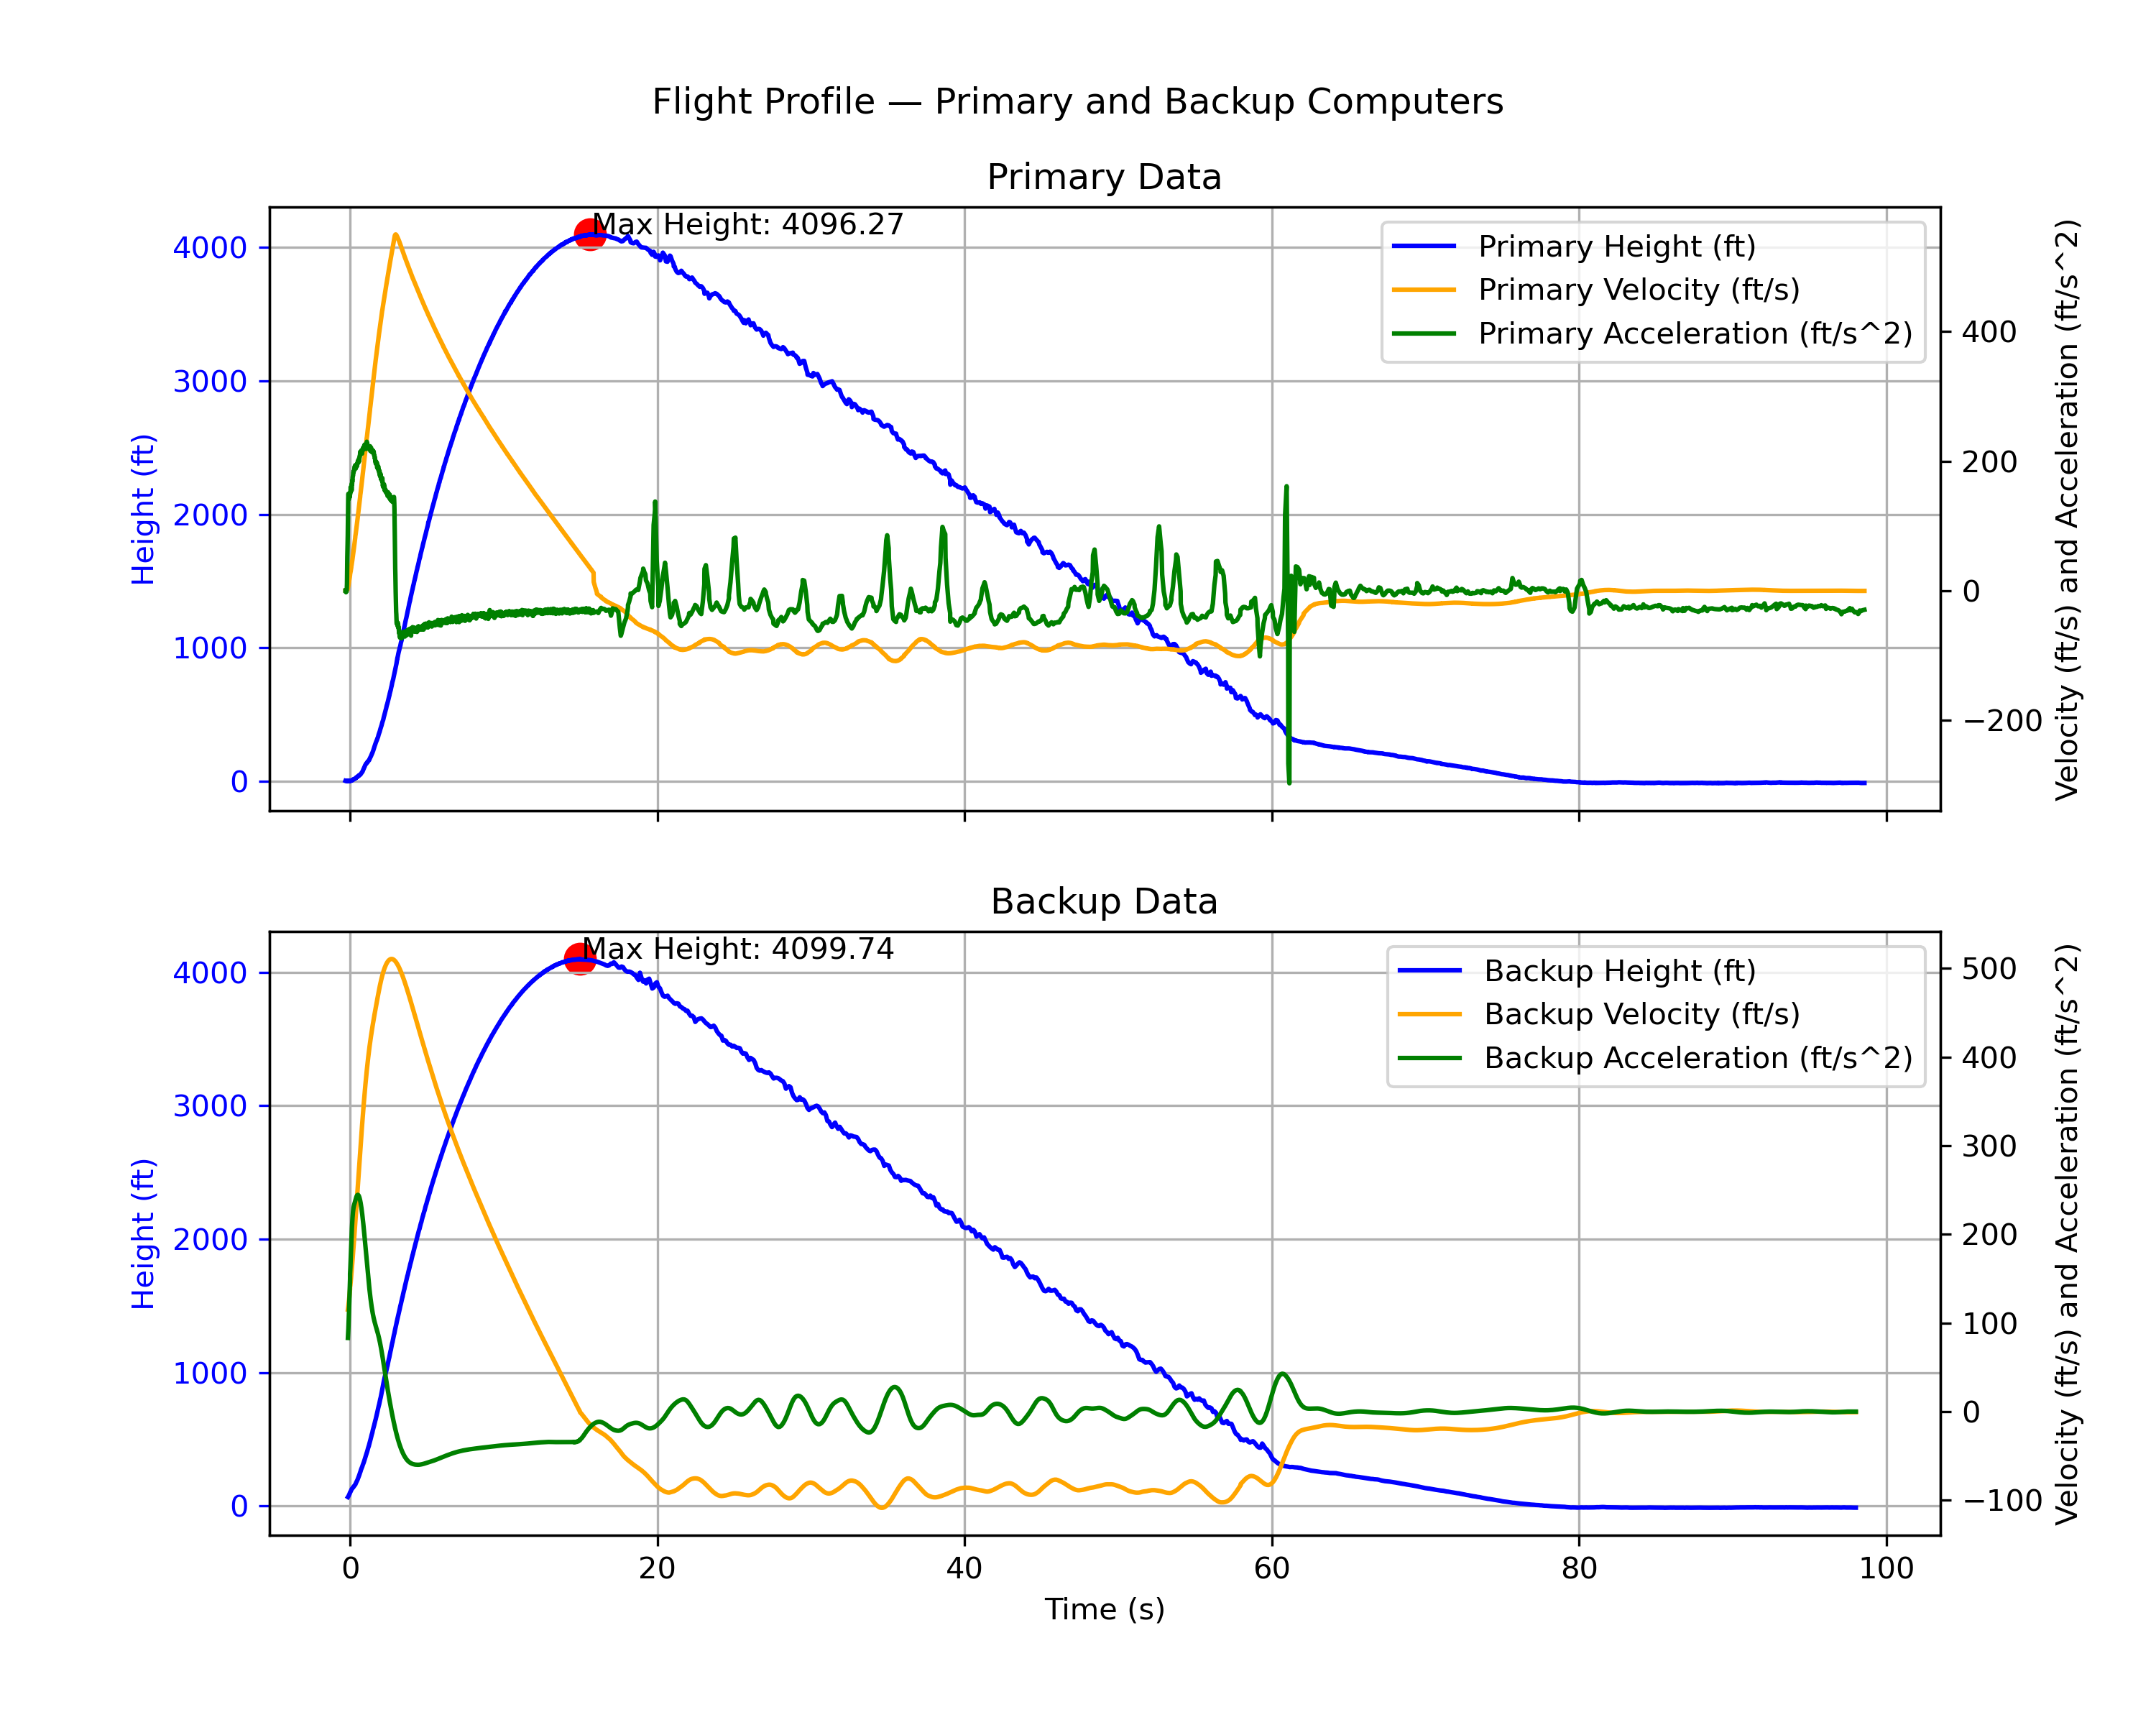 Flight Profile — Primary and Backup Computers
Primary Data
Max Height: 4096.27
Primary Height (ft)
Primary Velocity (ft/s)
Primary Acceleration (ft/s^2)
4000
3000
2000
1000
0
Height (ft)
400
200
0
−200
Velocity (ft/s) and Acceleration (ft/s^2)
Backup Data
Max Height: 4099.74
Backup Height (ft)
Backup Velocity (ft/s)
Backup Acceleration (ft/s^2)
4000
3000
2000
1000
0
Height (ft)
500
400
300
200
100
0
−100
Velocity (ft/s) and Acceleration (ft/s^2)
0 20 40 60 80 100
Time (s)